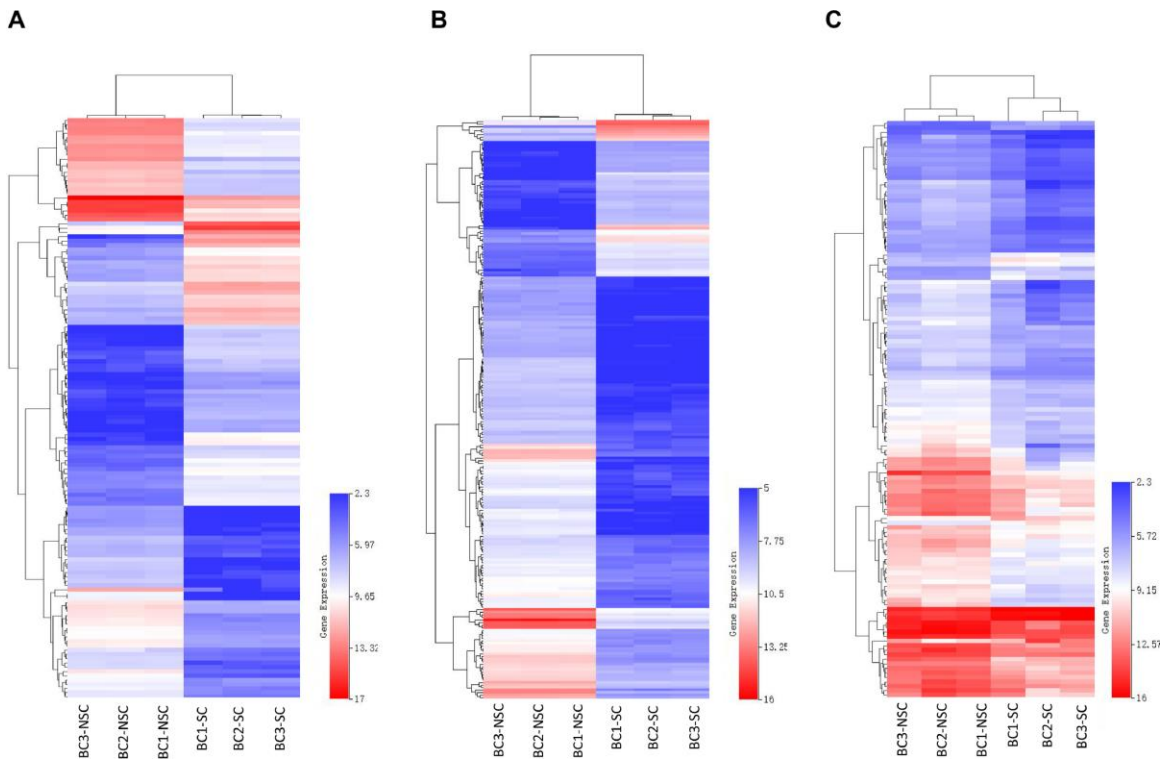 A
B
C
2.3
5.97
9.65
13.32
17
Gene Expression
BC3-NSC
BC2-NSC
BC1-NSC
BC1-SC
BC2-SC
BC3-SC
5
7.75
10.5
13.25
16
Gene Expression
BC3-NSC
BC2-NSC
BC1-NSC
BC1-SC
BC2-SC
BC3-SC
2.3
5.72
9.15
12.57
16
Gene Expression
BC3-NSC
BC2-NSC
BC1-NSC
BC1-SC
BC2-SC
BC3-SC